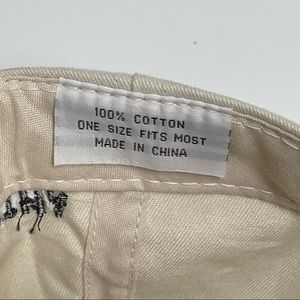 100% COTTON
ONE SIZE FITS MOST
MADE IN CHINA